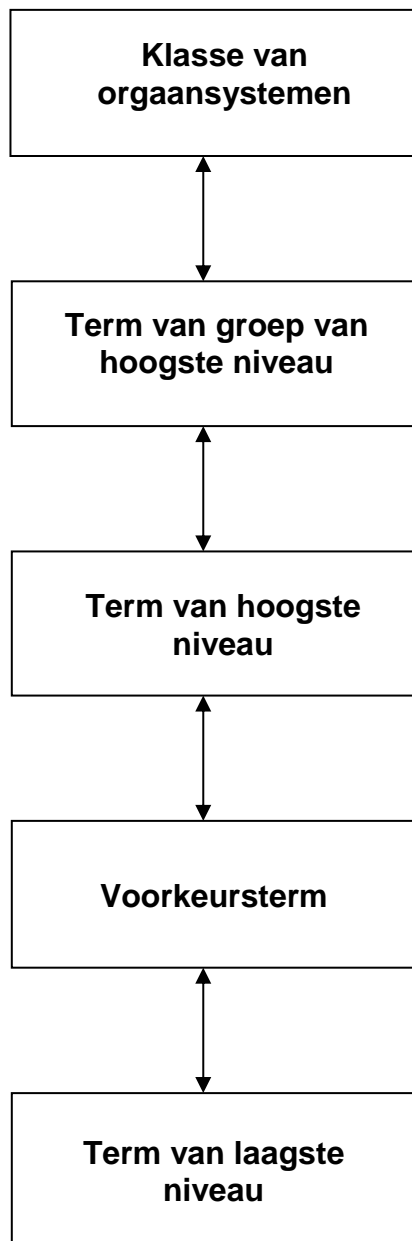 Klasse van
orgaansystemen
Term van groep van
hoogste niveau
Term van hoogste
niveau
Voorkeursterm
Term van laagste
niveau